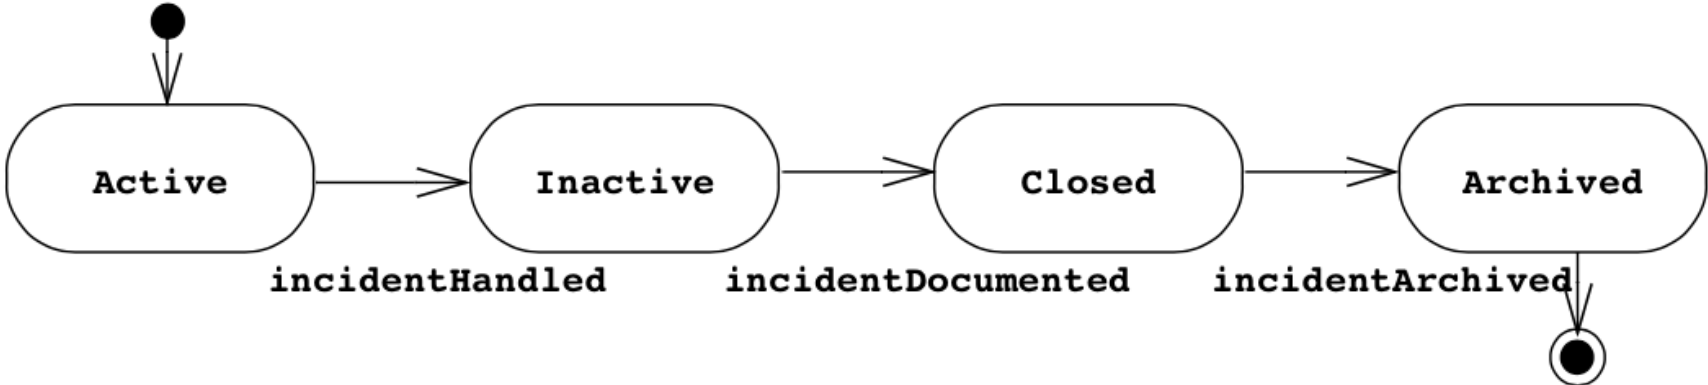 Active
Inactive
Closed
Archived
incidentHandled
incidentDocumented
incidentArchived